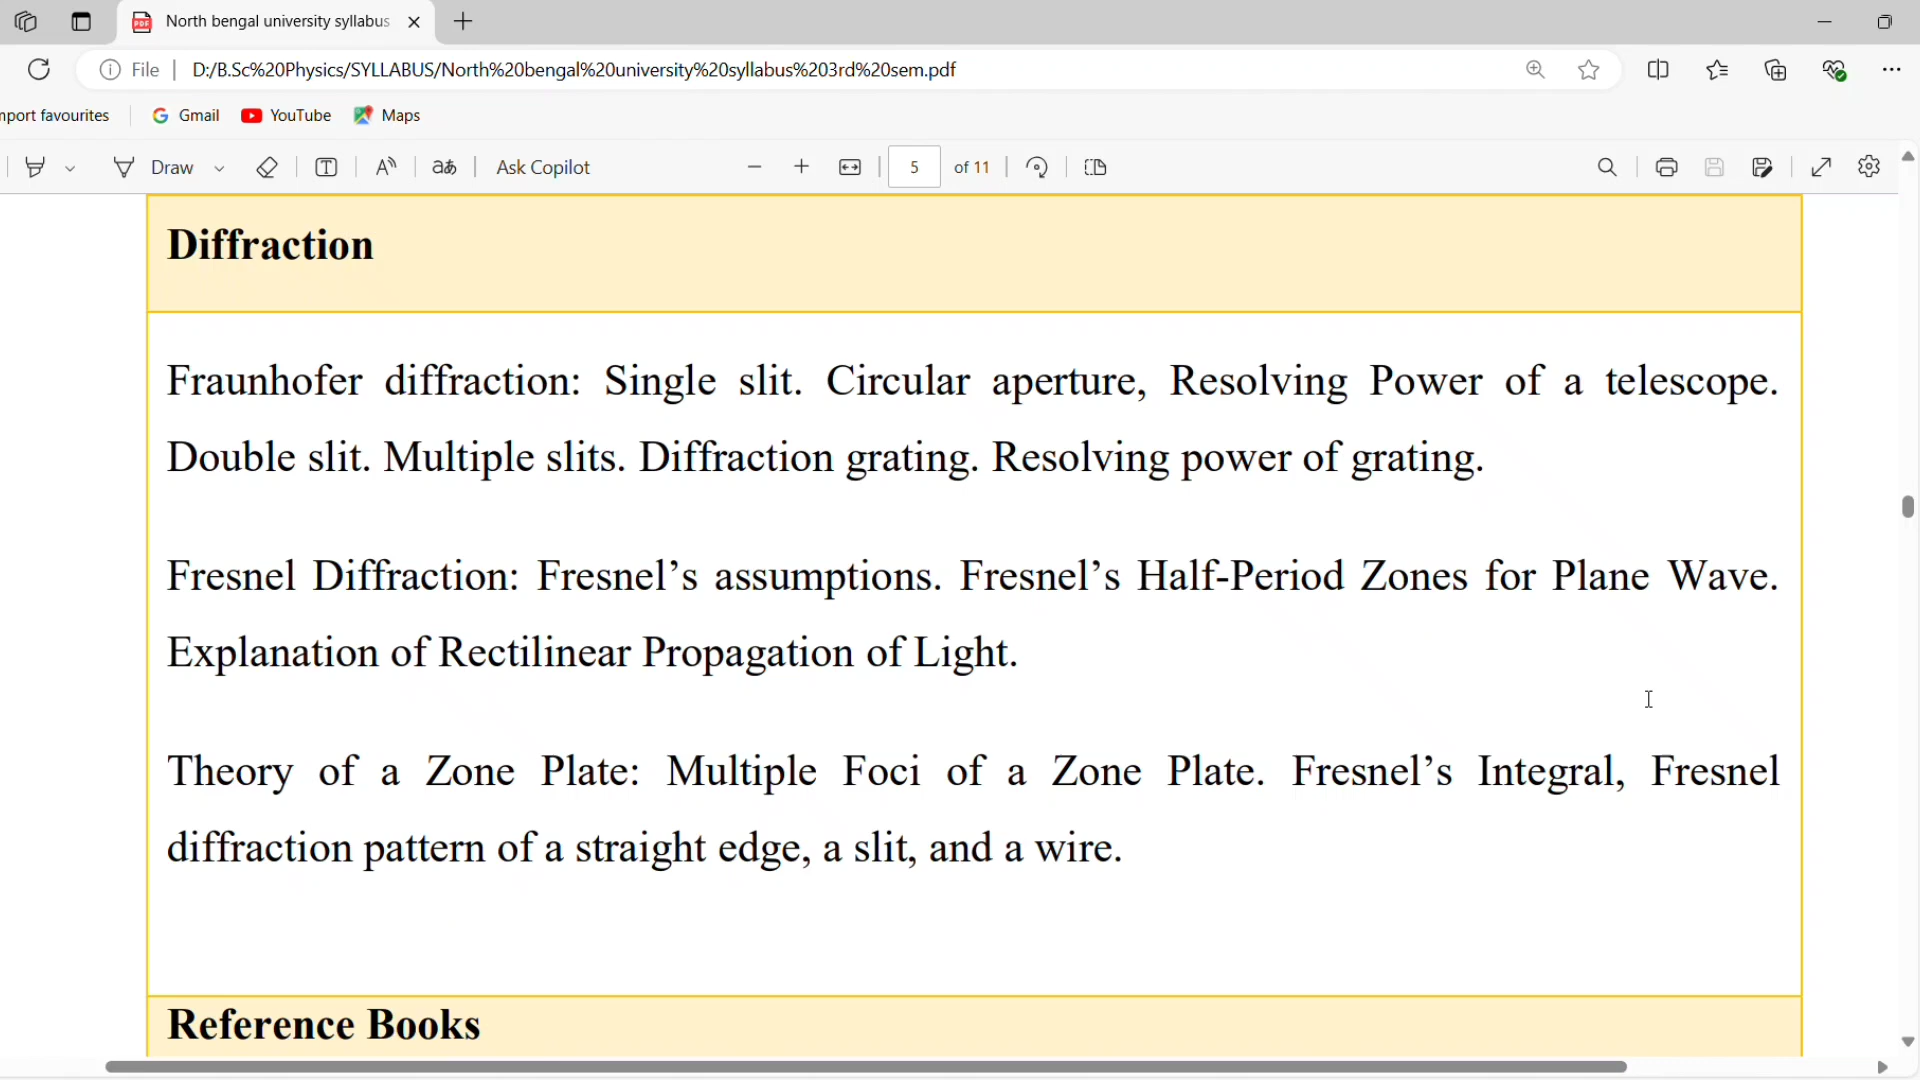 North bengal university syllabus
File D:/B.Sc%20Physics/SYLLABUS/North%20bengal%20university%20syllabus%203rd%20sem.pdf
mport favourites Gmail YouTube Maps
Draw Ask Copilot 5 of 11
Diffraction
Fraunhofer diffraction: Single slit. Circular aperture, Resolving Power of a telescope.
Double slit. Multiple slits. Diffraction grating. Resolving power of grating.
Fresnel Diffraction: Fresnel’s assumptions. Fresnel’s Half-Period Zones for Plane Wave.
Explanation of Rectilinear Propagation of Light.
Theory of a Zone Plate: Multiple Foci of a Zone Plate. Fresnel’s Integral, Fresnel
diffraction pattern of a straight edge, a slit, and a wire.
Reference Books